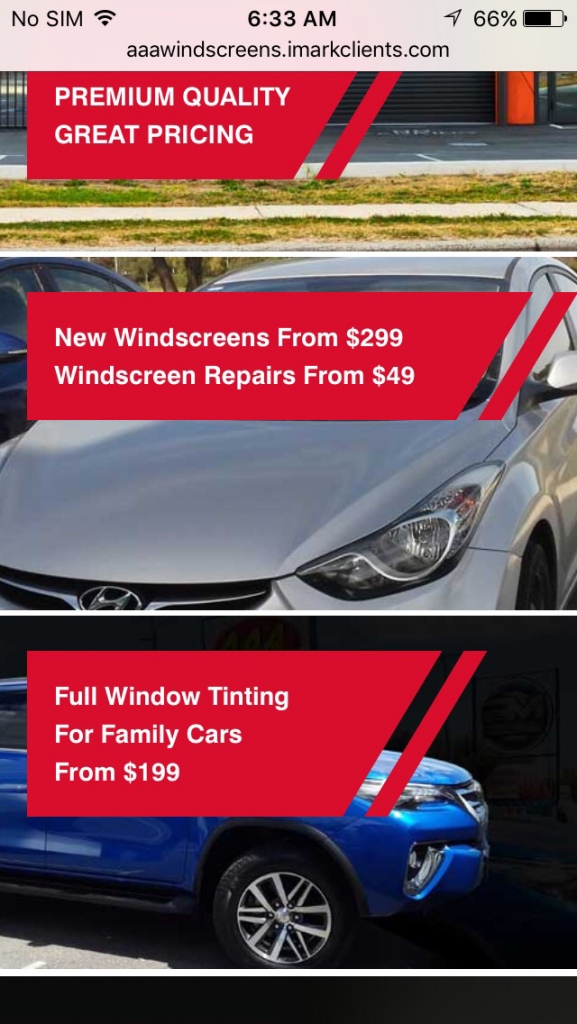 No SIM 6:33 AM 66%
aaawindscreens.imarkclients.com
PREMIUM QUALITY
GREAT PRICING
New Windscreens From $299
Windscreen Repairs From $49
Full Window Tinting
For Family Cars
From $199